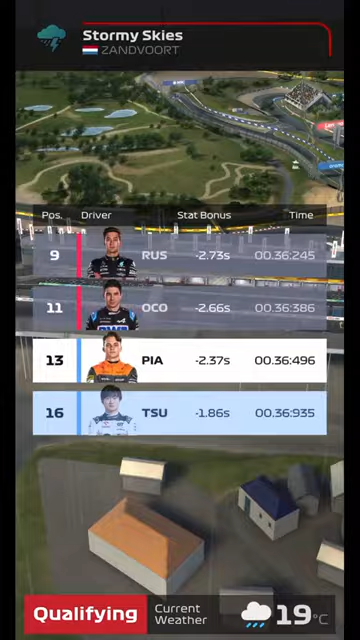 Stormy Skies
ZANDVOORT
Pos. Driver Stat Bonus Time
9 RUS -2.73s 00.36:245
11 OCO -2.66s 00.36:386
13 PIA -2.37s 00.36:496
16 TSU -1.86s 00.36:935
Qualifying
Current
Weather
19°C